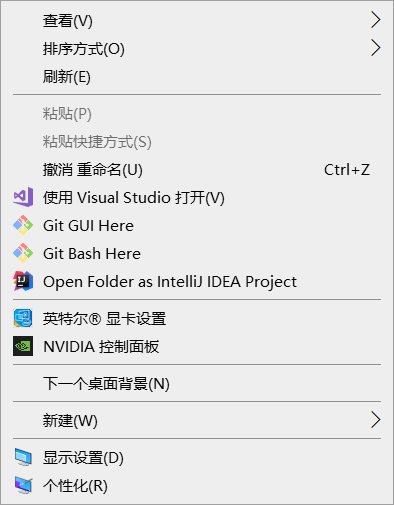 查看(V)
排序方式(O)
刷新(E)
粘贴(P)
粘贴快捷方式(S)
撤消 重命名(U) Ctrl+Z
使用 Visual Studio 打开(V)
Git GUI Here
Git Bash Here
Open Folder as IntelliJ IDEA Project
英特尔® 显卡设置
NVIDIA 控制面板
下一个桌面背景(N)
新建(W)
显示设置(D)
个性化(R)